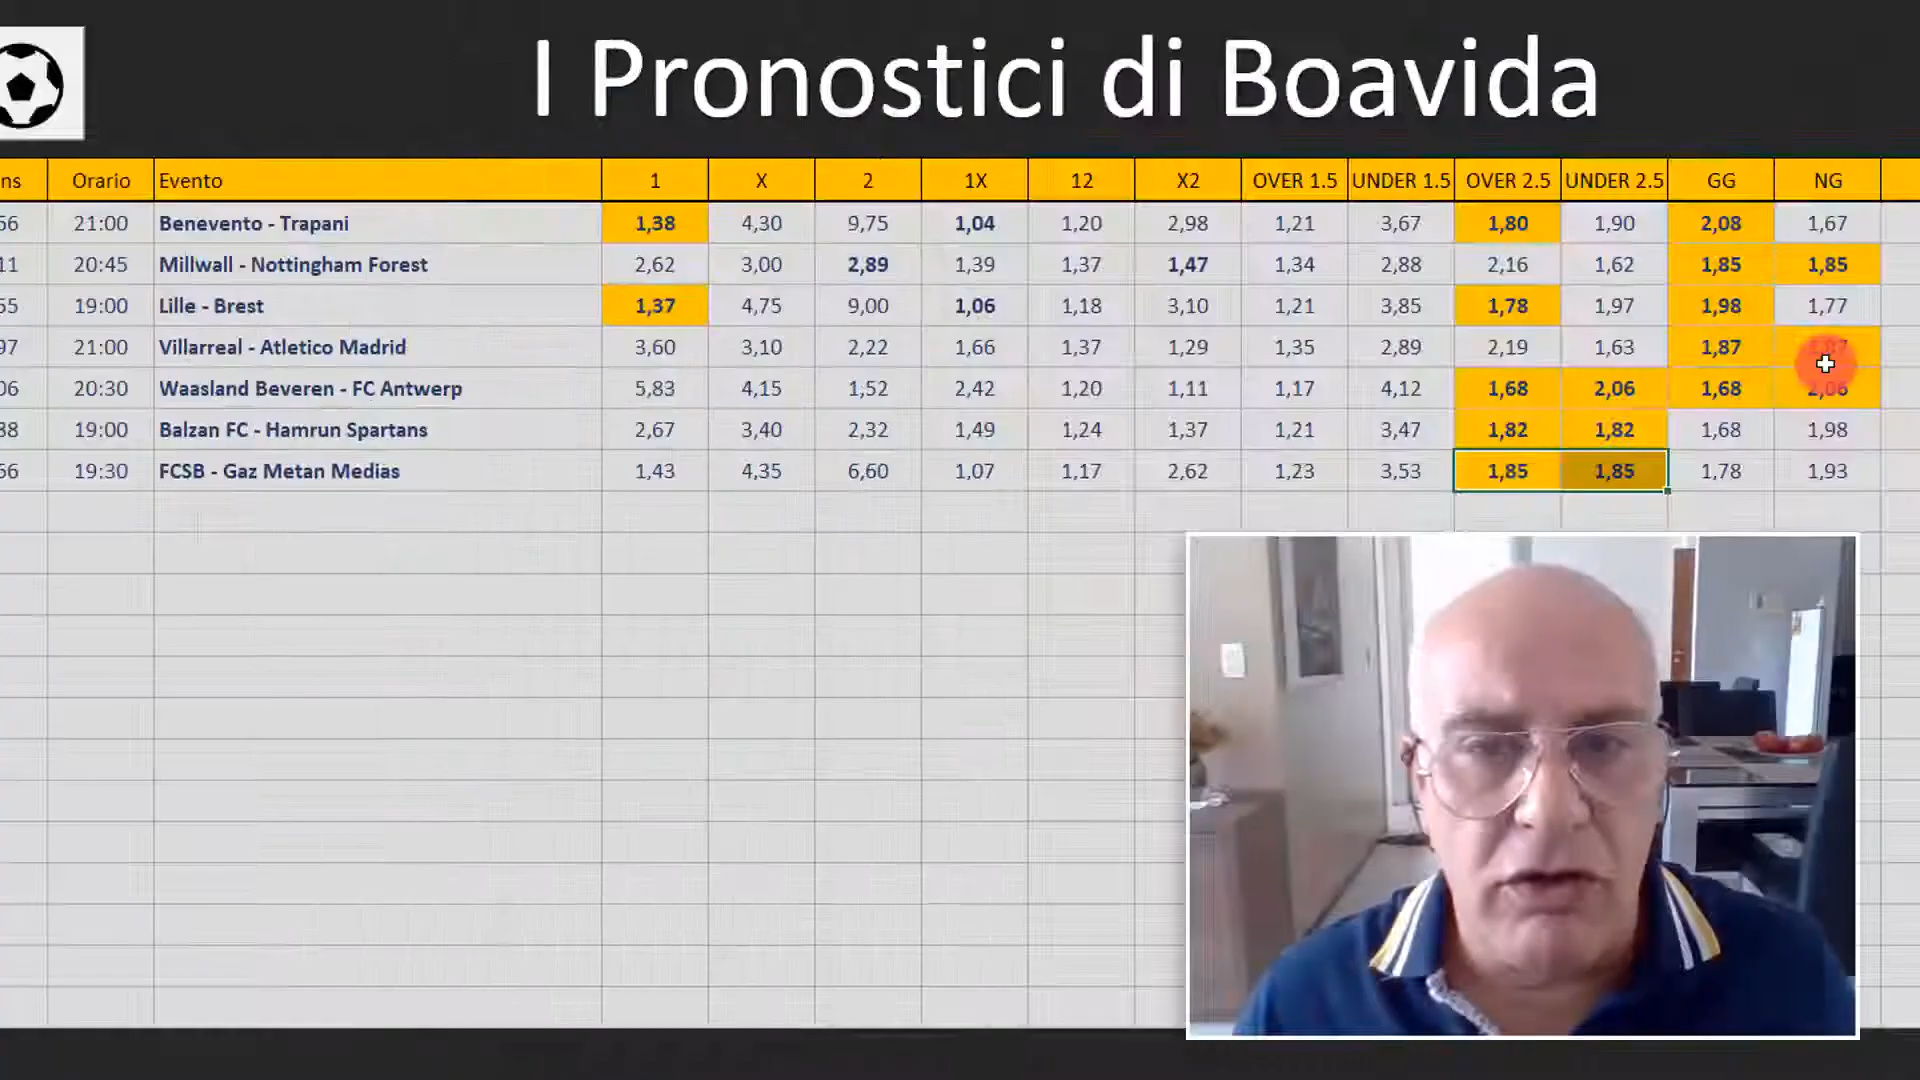 I Pronostici di Boavida
ns Orario Evento 1 X 2 1X 12 X2 OVER 1.5 UNDER 1.5 OVER 2.5 UNDER 2.5 GG NG
56 21:00 Benevento - Trapani 1,38 4,30 9,75 1,04 1,20 2,98 1,21 3,67 1,80 1,90 2,08 1,67
11 20:45 Millwall - Nottingham Forest 2,62 3,00 2,89 1,39 1,37 1,47 1,34 2,88 2,16 1,62 1,85 1,85
55 19:00 Lille - Brest 1,37 4,75 9,00 1,06 1,18 3,10 1,21 3,85 1,78 1,97 1,98 1,77
97 21:00 Villarreal - Atletico Madrid 3,60 3,10 2,22 1,66 1,37 1,29 1,35 2,89 2,19 1,63 1,87
06 20:30 Waasland Beveren - FC Antwerp 5,83 4,15 1,52 2,42 1,20 1,11 1,17 4,12 1,68 2,06 1,68 2,06
38 19:00 Balzan FC - Hamrun Spartans 2,67 3,40 2,32 1,49 1,24 1,37 1,21 3,47 1,82 1,82 1,68 1,98
56 19:30 FCSB - Gaz Metan Medias 1,43 4,35 6,60 1,07 1,17 2,62 1,23 3,53 1,85 1,85 1,78 1,93